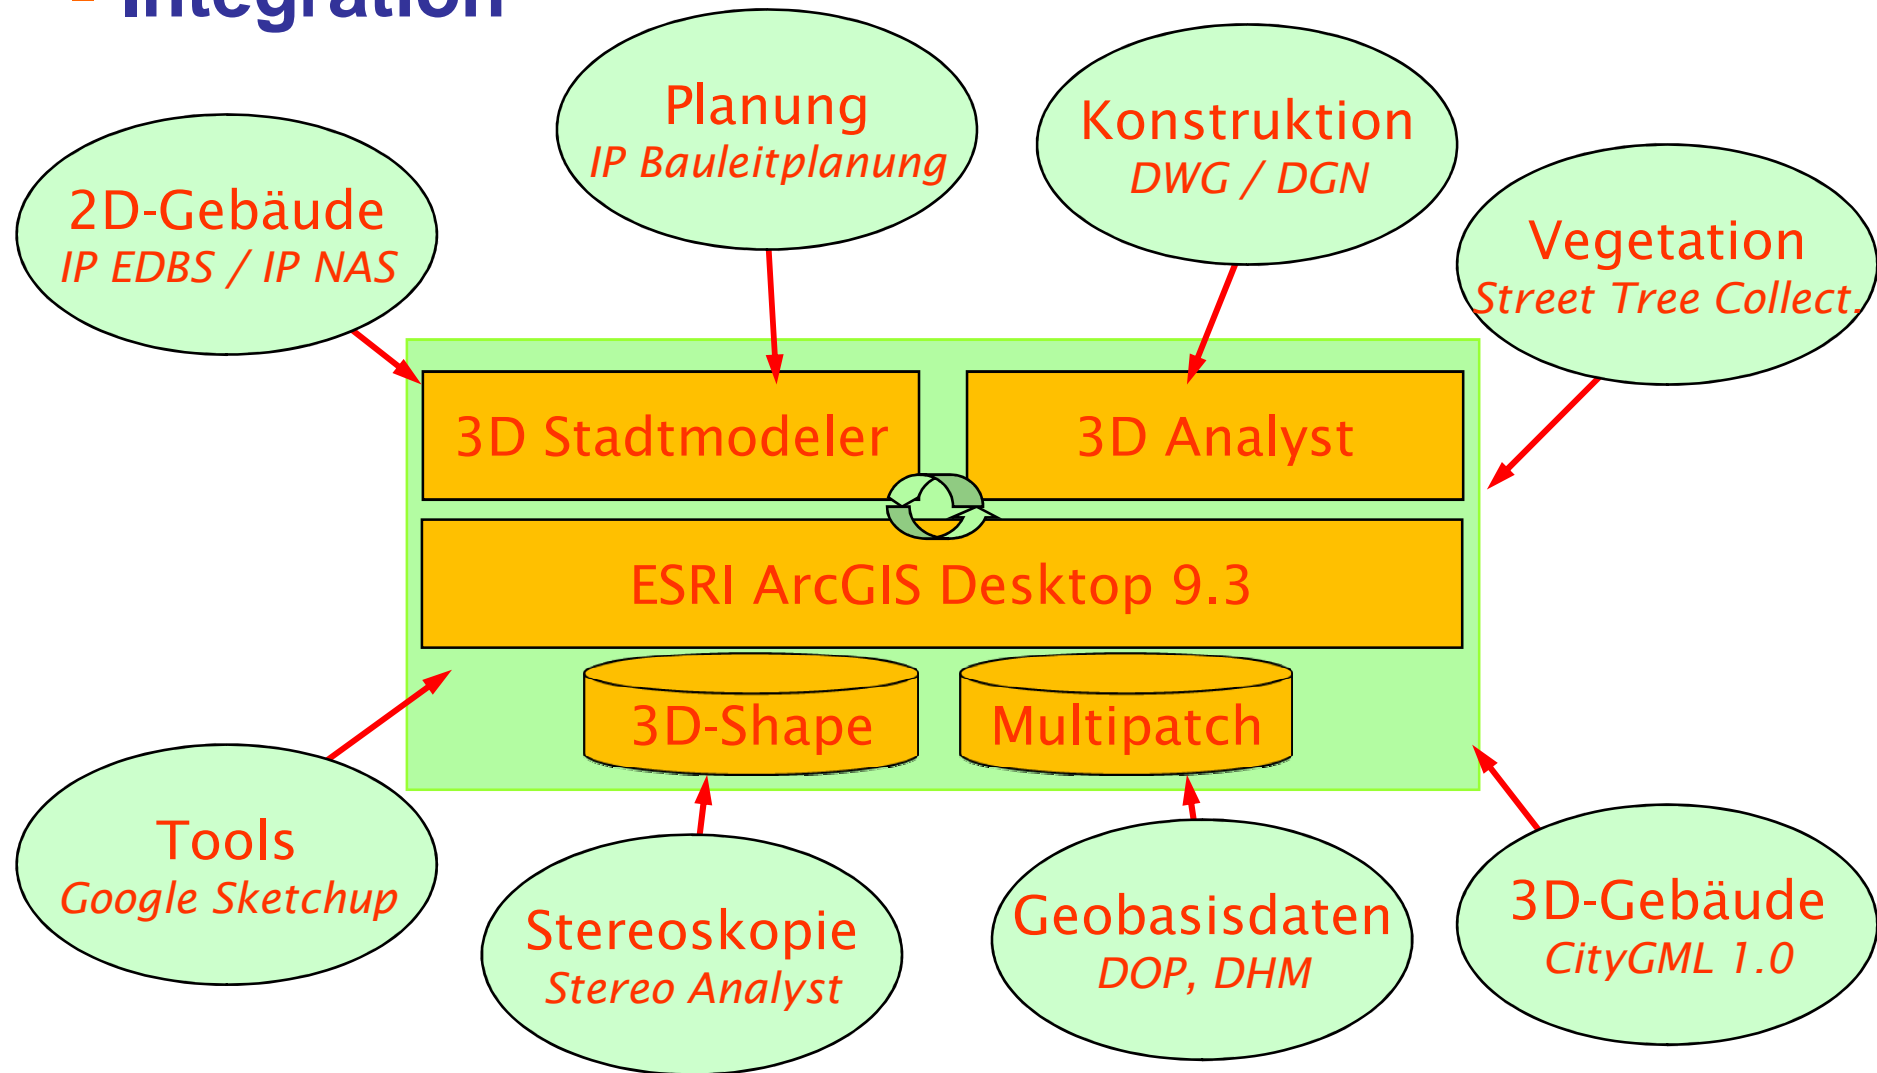 Integration
Planung
IP Bauleitplanung
Konstruktion
DWG / DGN
2D-Gebäude
IP EDBS / IP NAS
Vegetation
Street Tree Collect.
3D Stadtmodeler
3D Analyst
ESRI ArcGIS Desktop 9.3
3D-Shape
Multipatch
Tools
Google Sketchup
Stereoskopie
Stereo Analyst
Geobasisdaten
DOP, DHM
3D-Gebäude
CityGML 1.0